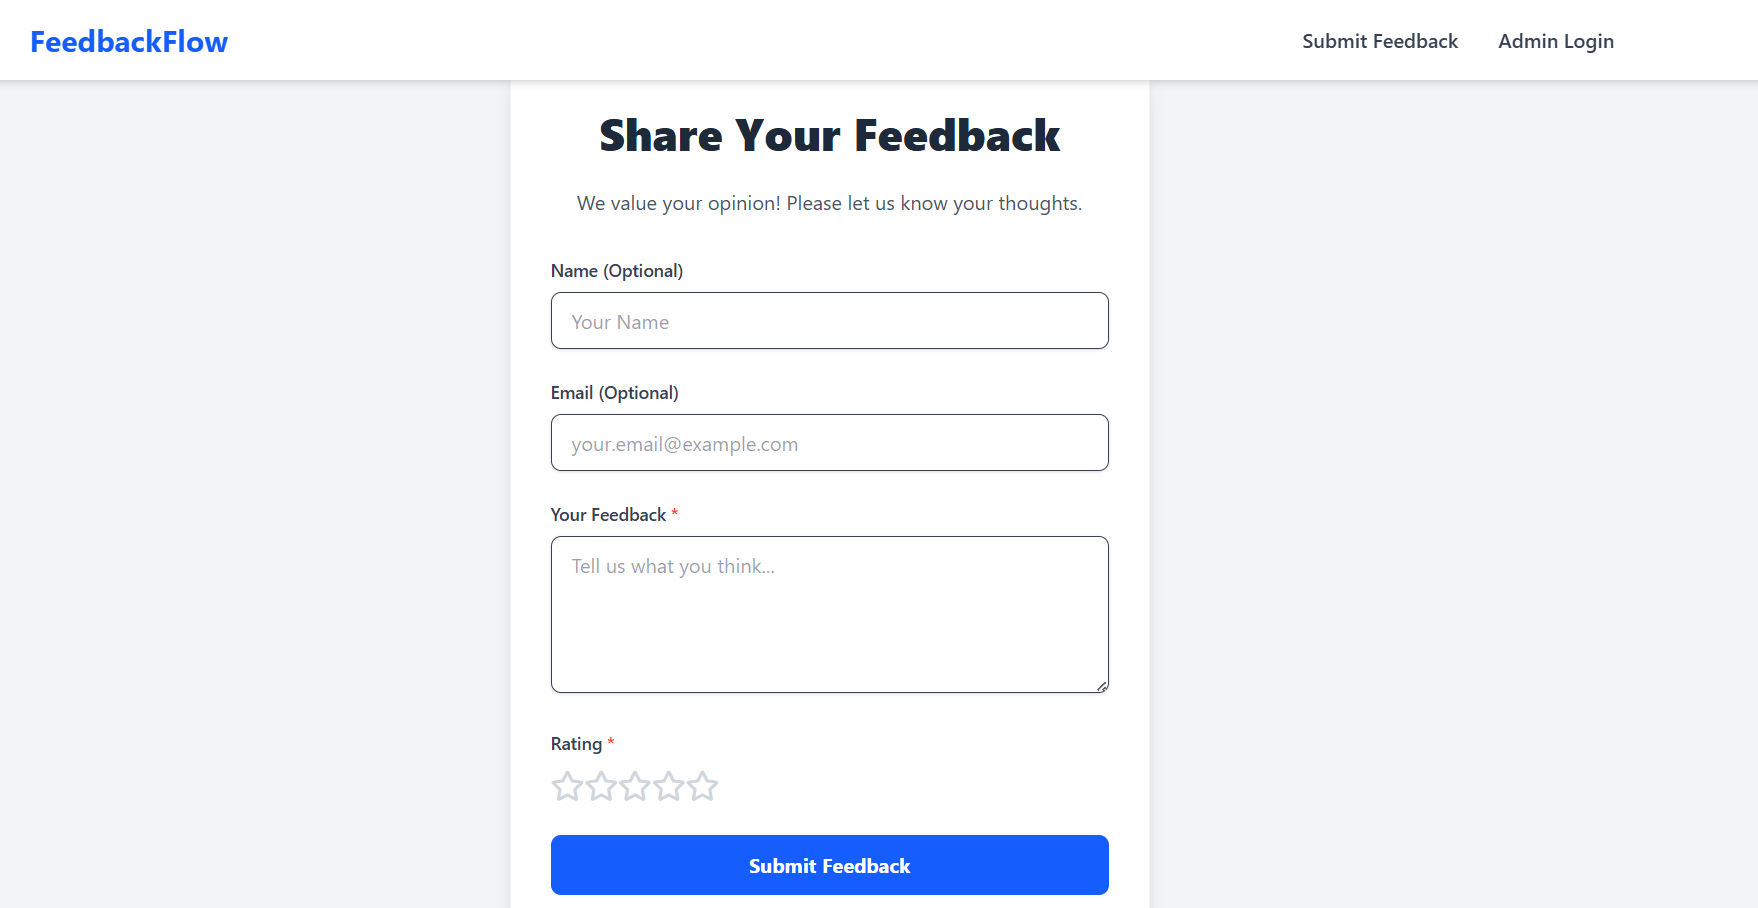 FeedbackFlow
Submit Feedback
Admin Login
Share Your Feedback
We value your opinion! Please let us know your thoughts.
Name (Optional)
Your Name
Email (Optional)
your.email@example.com
Your Feedback *
Tell us what you think...
Rating *
Submit Feedback